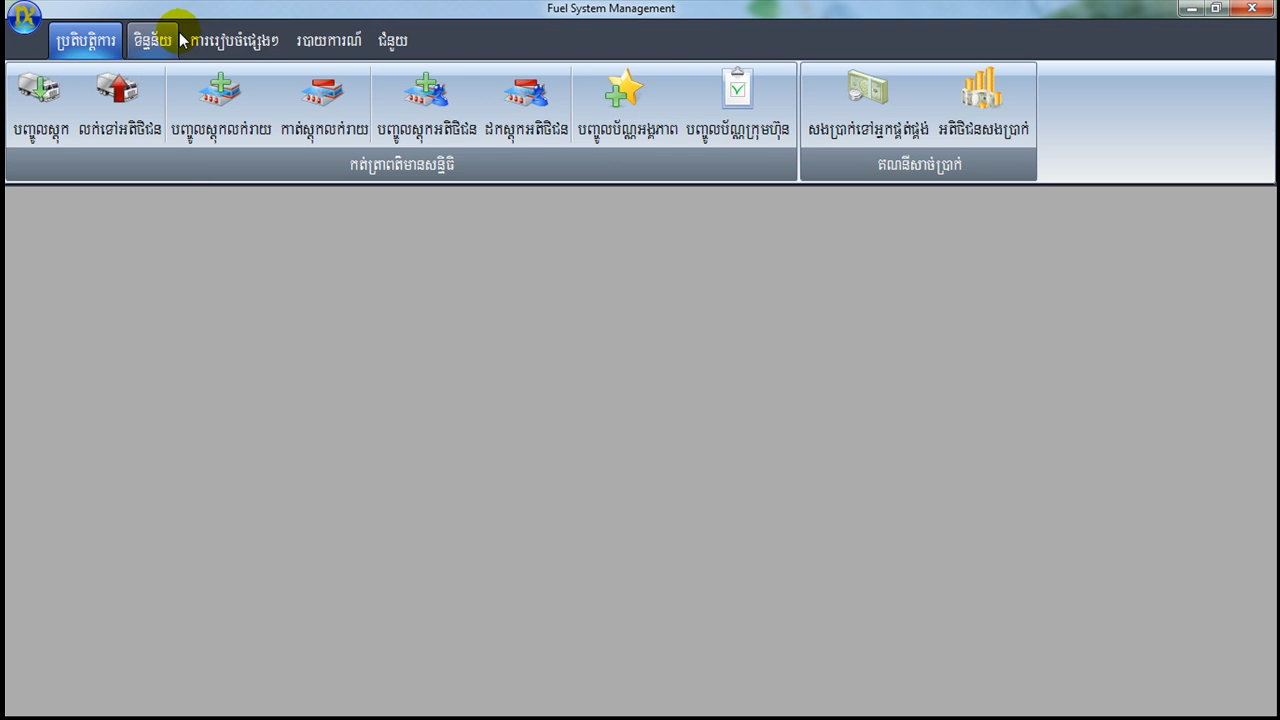 Fuel System Management
ប្រតិបត្តិការ ទិន្នន័យ ការរៀបចំផ្សេងៗ របាយការណ៍ ជំនួយ
បញ្ចូលស្តុក លក់ទៅអតិថិជន បញ្ចូលស្តុកលក់រាយ កាត់ស្តុកលក់រាយ បញ្ចូលស្តុកអតិថិជន ដកស្តុកអតិថិជន បញ្ចូលប័ណ្ណអង្គភាព បញ្ចូលប័ណ្ណក្រុមហ៊ុន សងប្រាក់ទៅអ្នកផ្គត់ផ្គង់ អតិថិជនសងប្រាក់
កត់ត្រាពត៌មានសន្និធិ គណនីសាច់ប្រាក់